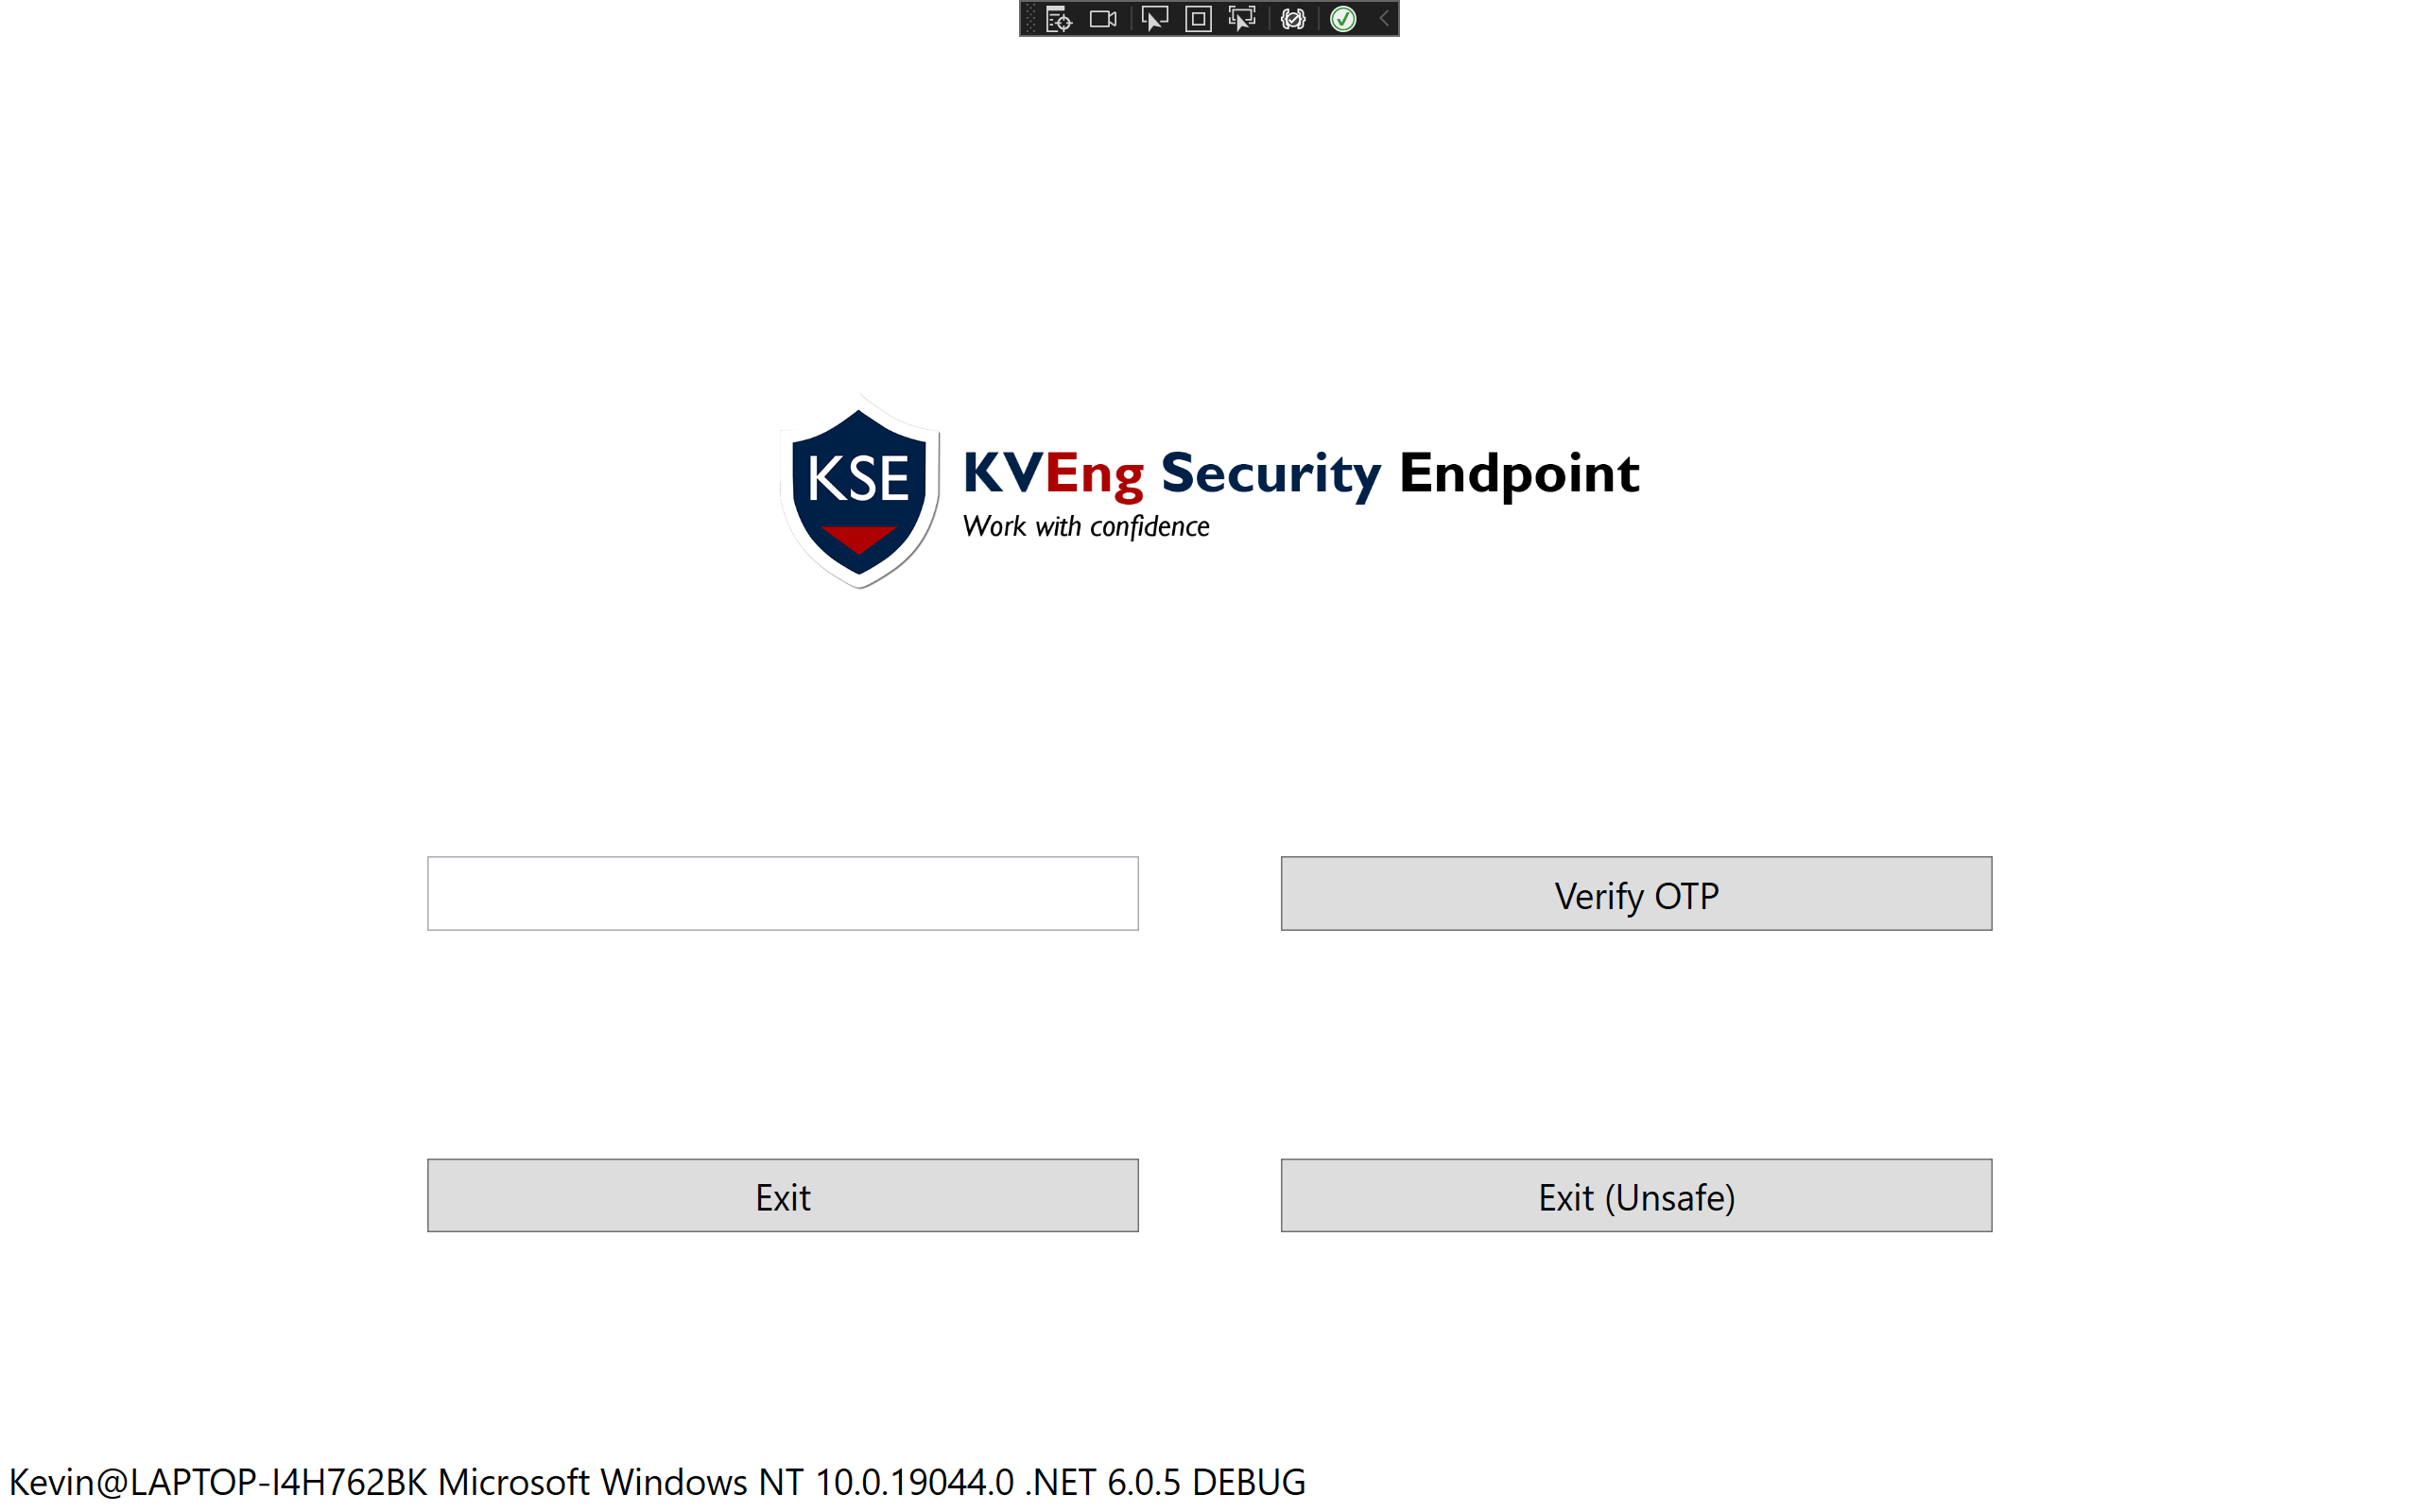 KSE
KVEng Security Endpoint
Work with confidence
Verify OTP
Exit
Exit (Unsafe)
Kevin@LAPTOP-I4H762BK Microsoft Windows NT 10.0.19044.0 .NET 6.0.5 DEBUG